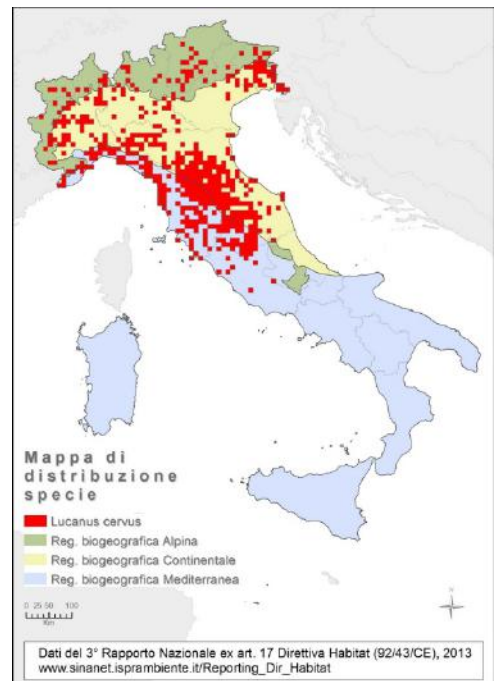 Mappa di
distribuzione
specie
Lucanus cervus
Reg. biogeografica Alpina
Reg. biogeografica Continentale
Reg. biogeografica Mediterranea
0 25 50 100
Km
Dati del 3° Rapporto Nazionale ex art. 17 Direttiva Habitat (92/43/CE), 2013
www.sinanet.isprambiente.it/Reporting_Dir_Habitat